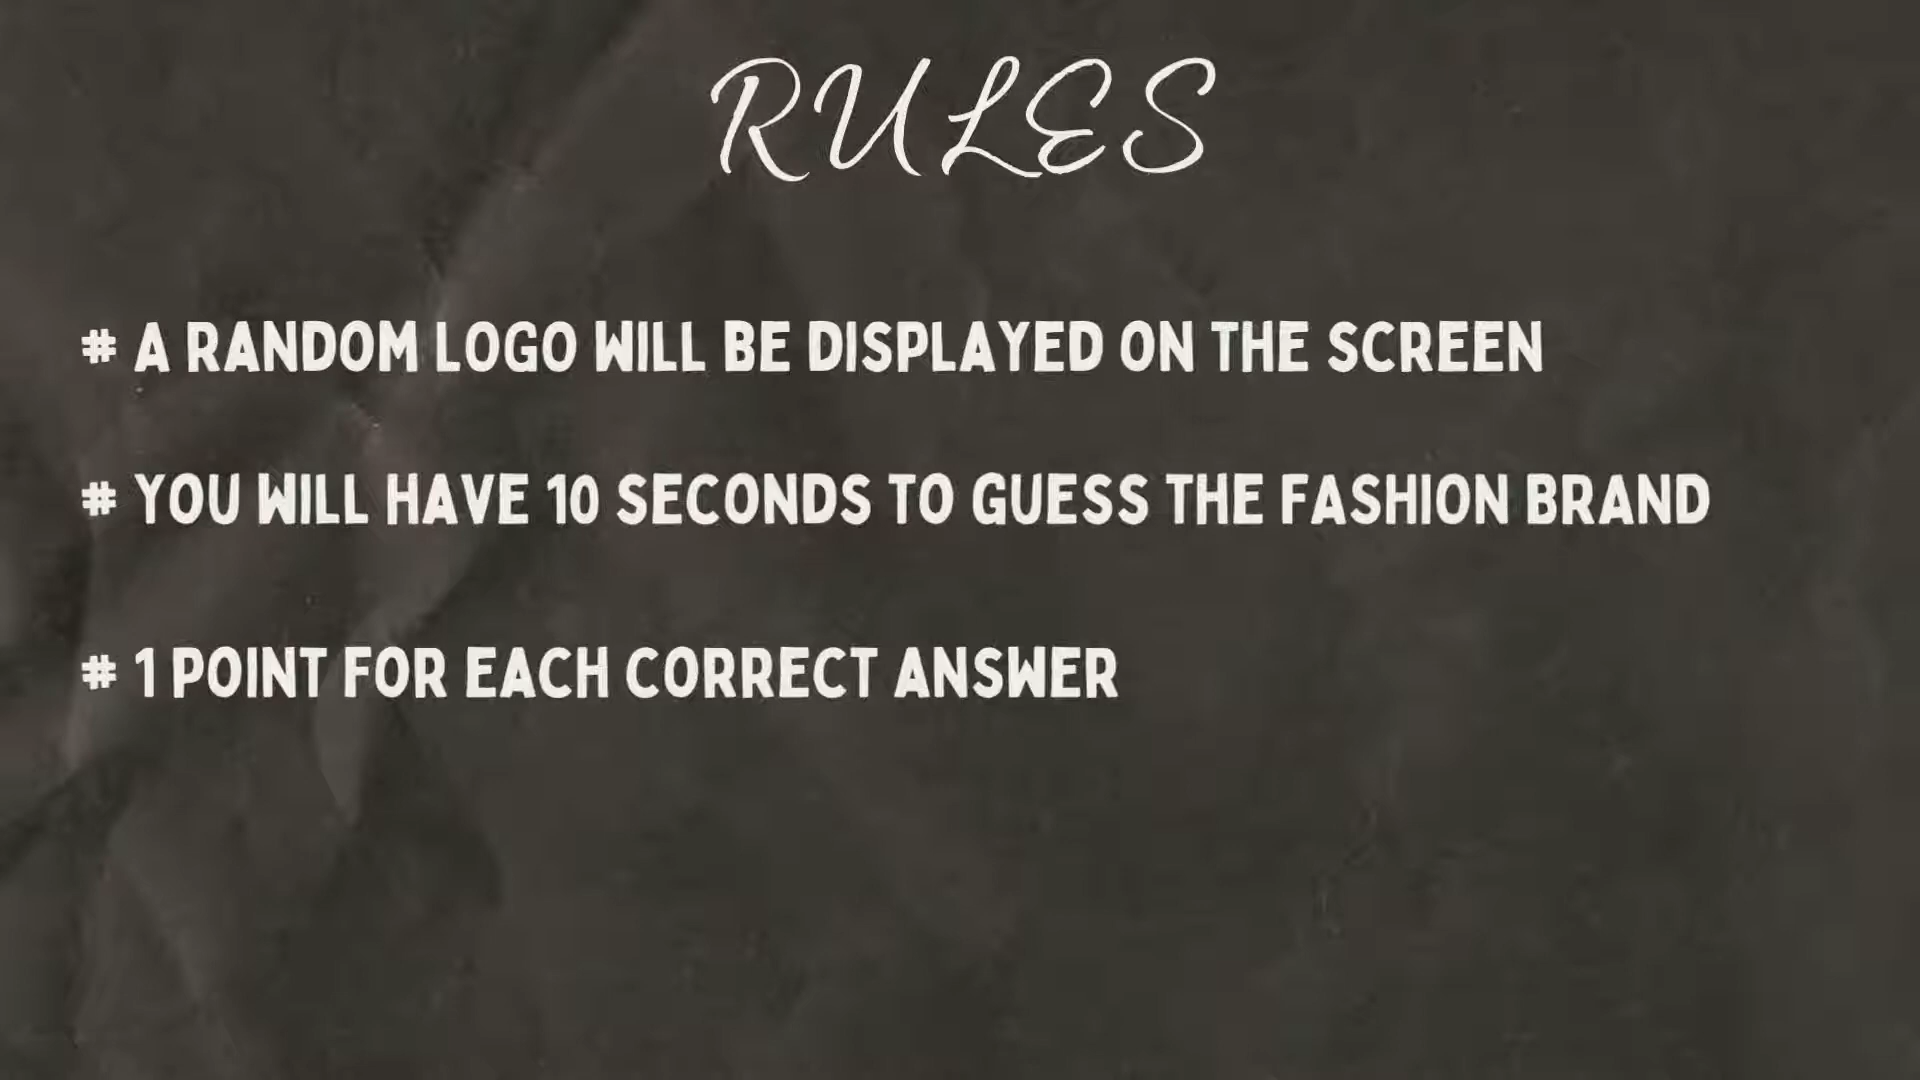 RULES
# A RANDOM LOGO WILL BE DISPLAYED ON THE SCREEN
# YOU WILL HAVE 10 SECONDS TO GUESS THE FASHION BRAND
# 1 POINT FOR EACH CORRECT ANSWER